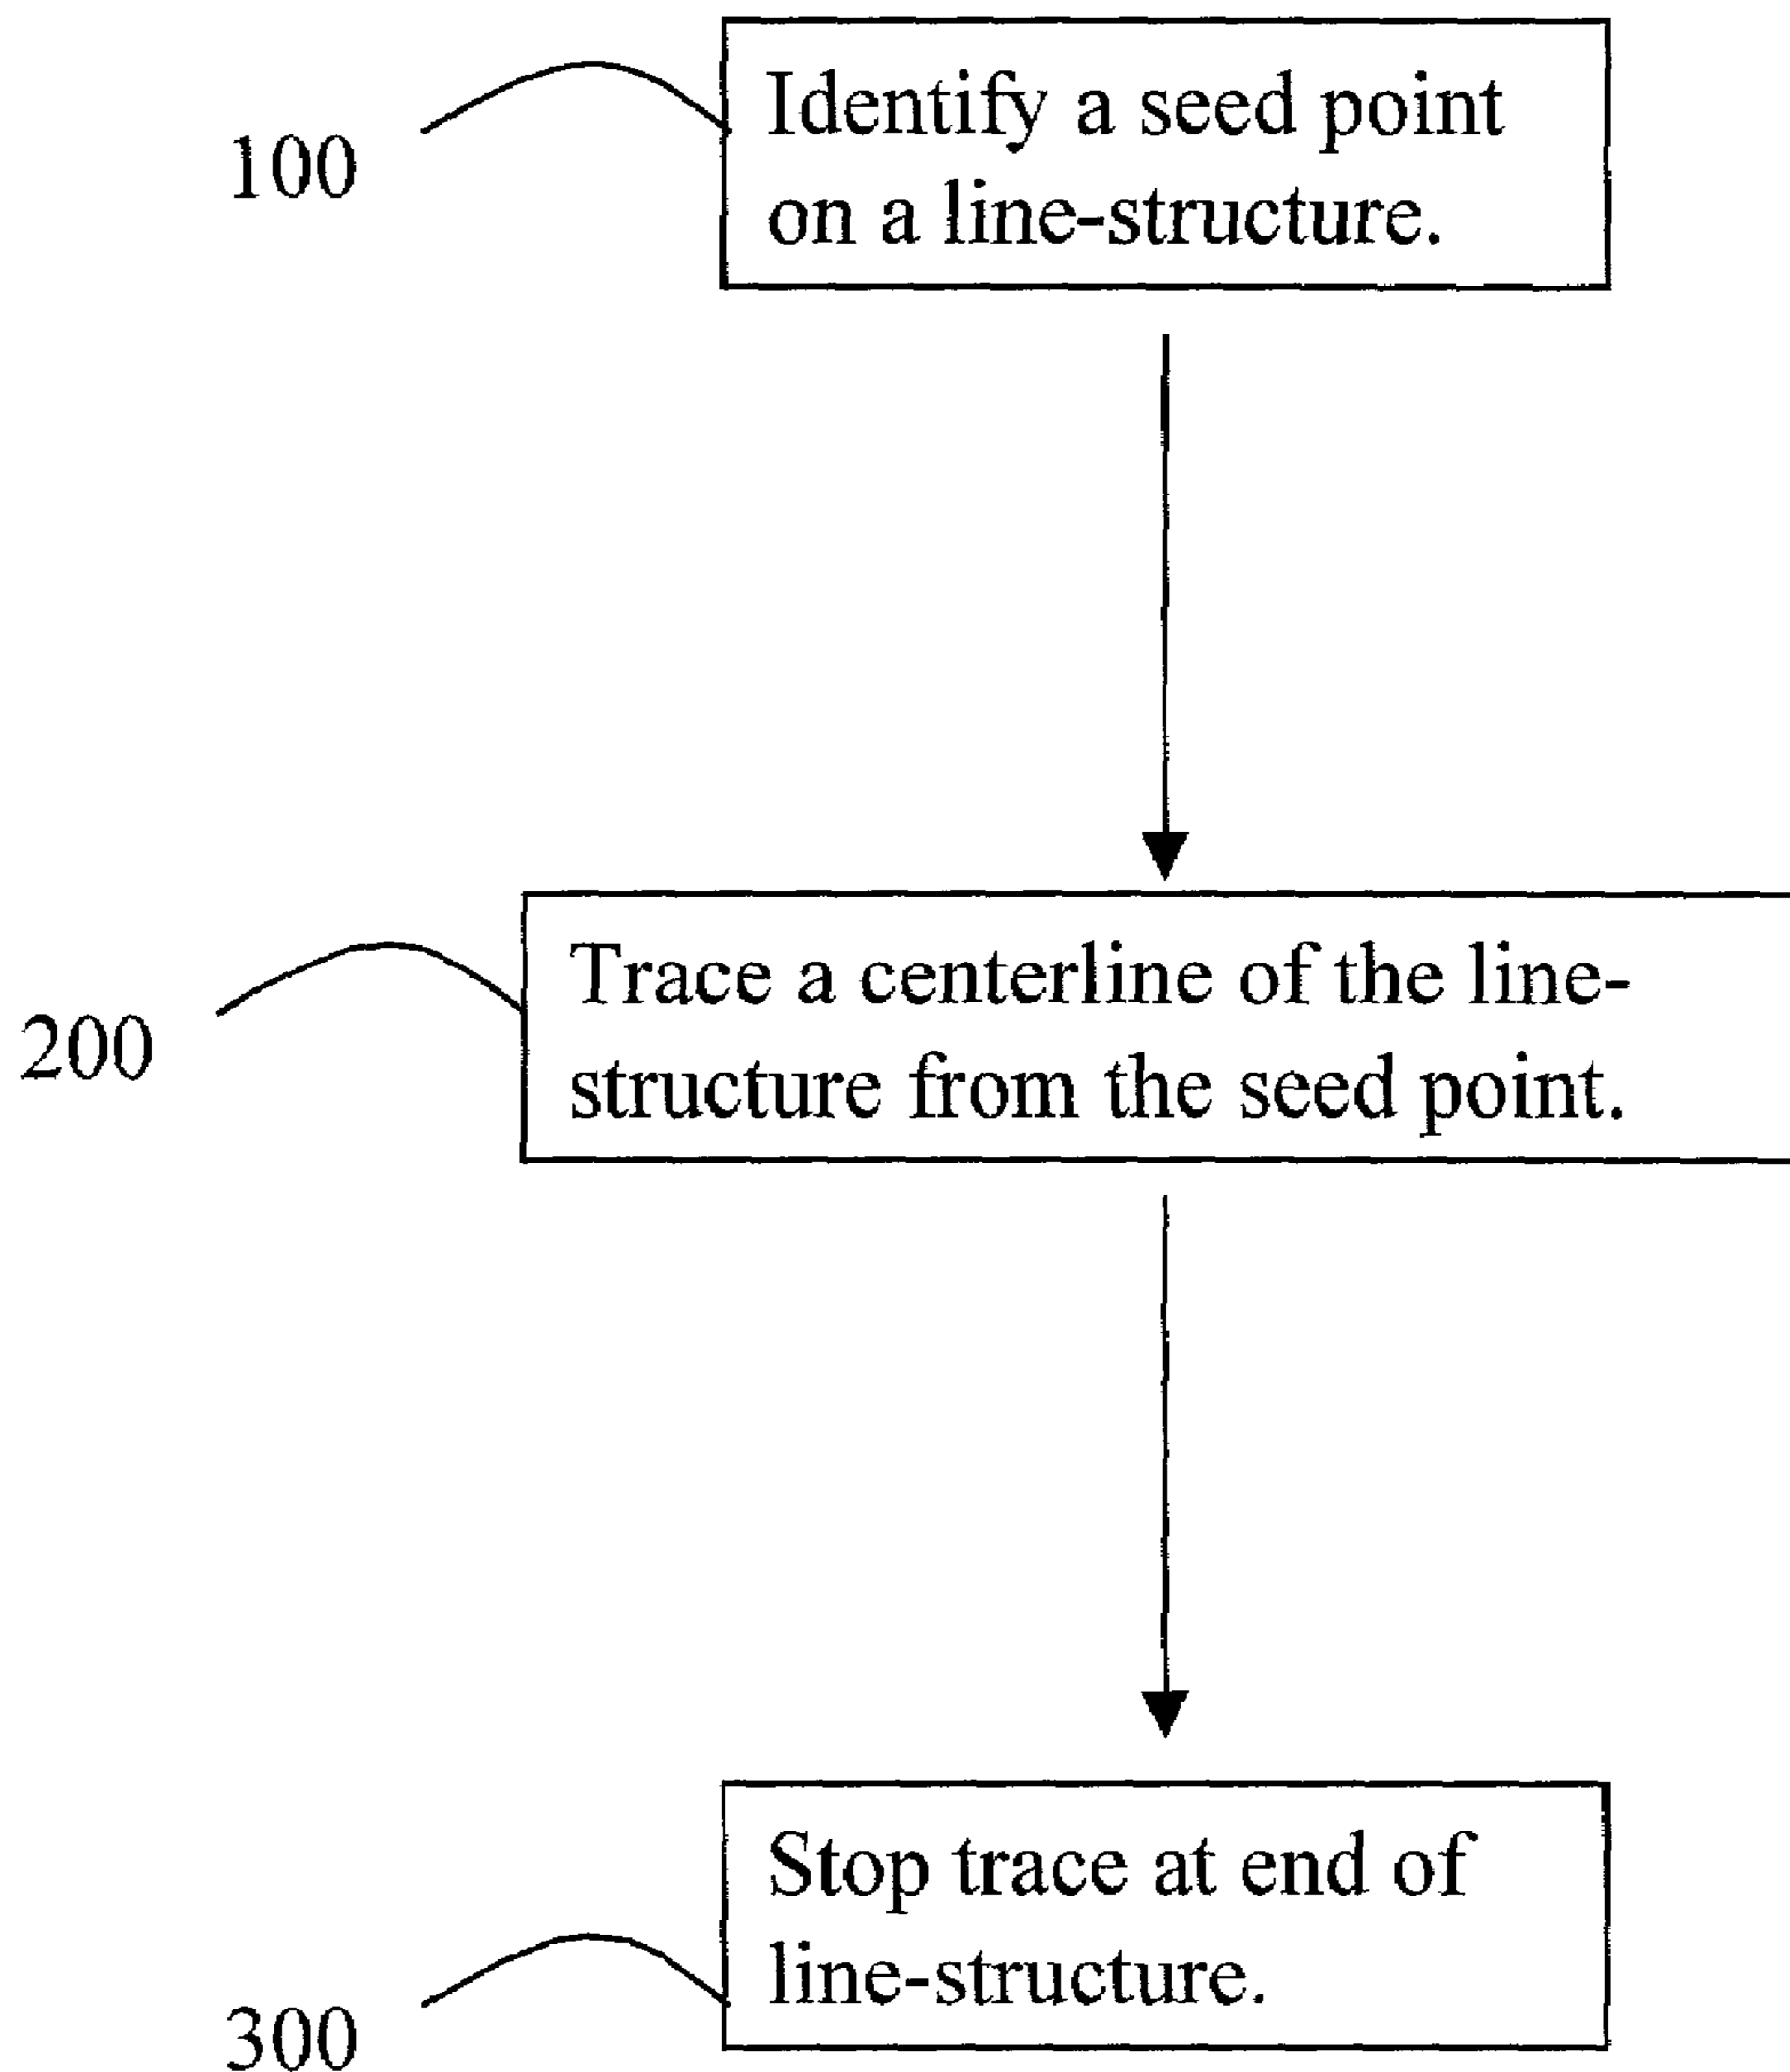 100
Identify a seed point
on a line-structure.
200
Trace a centerline of the line-
structure from the seed point.
300
Stop trace at end of
line-structure.